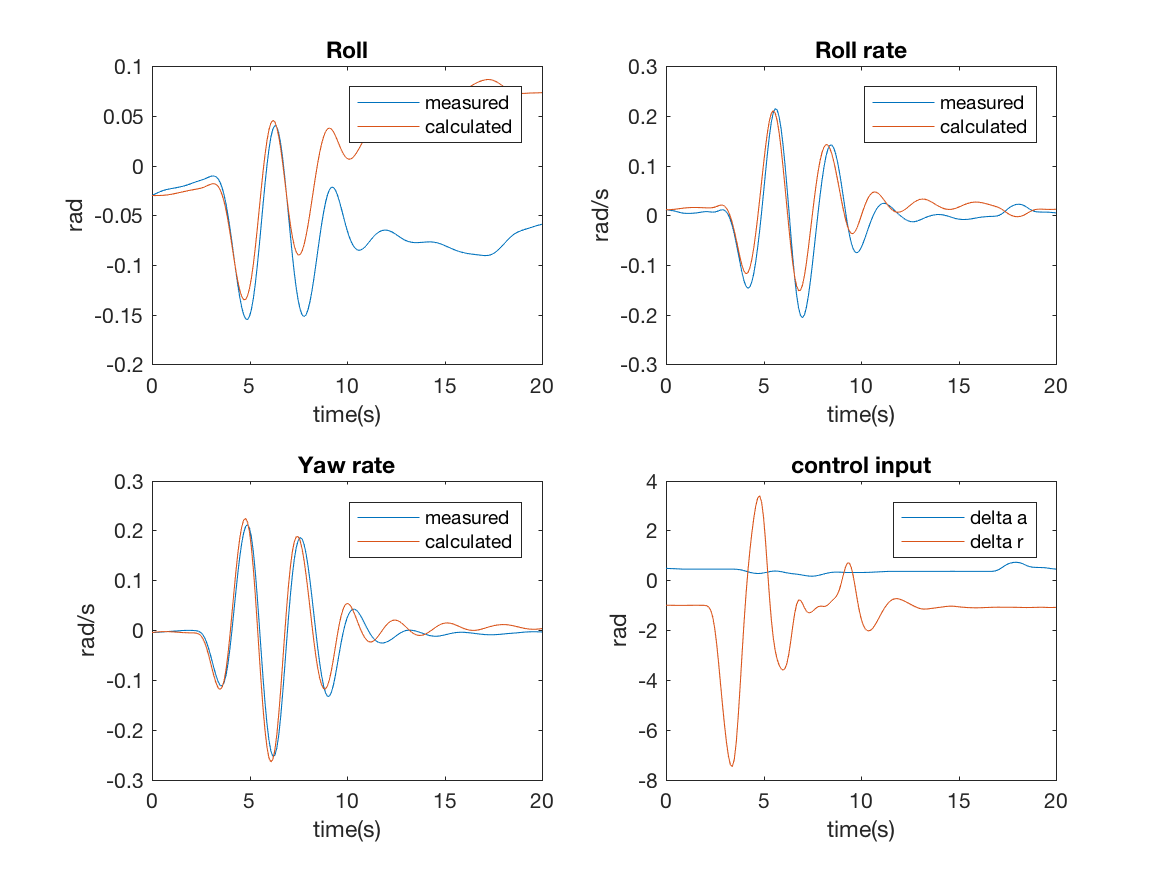 Roll
0.1
0.05
0
-0.05
-0.1
-0.15
-0.2
rad
measured
calculated
0 5 10 15 20
time(s)
Roll rate
0.3
0.2
0.1
0
-0.1
-0.2
-0.3
rad/s
measured
calculated
0 5 10 15 20
time(s)
Yaw rate
0.3
0.2
0.1
0
-0.1
-0.2
-0.3
rad/s
measured
calculated
0 5 10 15 20
time(s)
control input
4
2
0
-2
-4
-6
-8
rad
delta a
delta r
0 5 10 15 20
time(s)